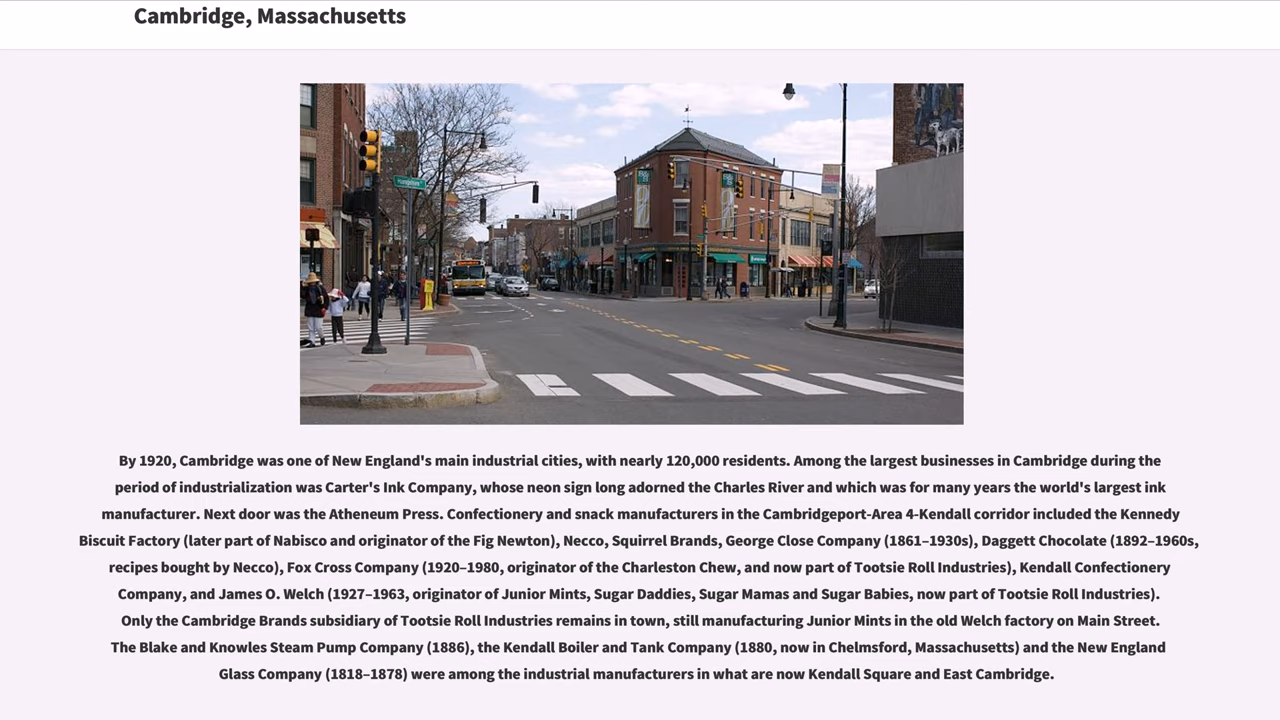 Cambridge, Massachusetts
By 1920, Cambridge was one of New England's main industrial cities, with nearly 120,000 residents. Among the largest businesses in Cambridge during the
period of industrialization was Carter's Ink Company, whose neon sign long adorned the Charles River and which was for many years the world's largest ink
manufacturer. Next door was the Atheneum Press. Confectionery and snack manufacturers in the Cambridgeport-Area 4-Kendall corridor included the Kennedy
Biscuit Factory (later part of Nabisco and originator of the Fig Newton), Necco, Squirrel Brands, George Close Company (1861–1930s), Daggett Chocolate (1892–1960s,
recipes bought by Necco), Fox Cross Company (1920–1980, originator of the Charleston Chew, and now part of Tootsie Roll Industries), Kendall Confectionery
Company, and James O. Welch (1927–1963, originator of Junior Mints, Sugar Daddies, Sugar Mamas and Sugar Babies, now part of Tootsie Roll Industries).
Only the Cambridge Brands subsidiary of Tootsie Roll Industries remains in town, still manufacturing Junior Mints in the old Welch factory on Main Street.
The Blake and Knowles Steam Pump Company (1886), the Kendall Boiler and Tank Company (1880, now in Chelmsford, Massachusetts) and the New England
Glass Company (1818–1878) were among the industrial manufacturers in what are now Kendall Square and East Cambridge.